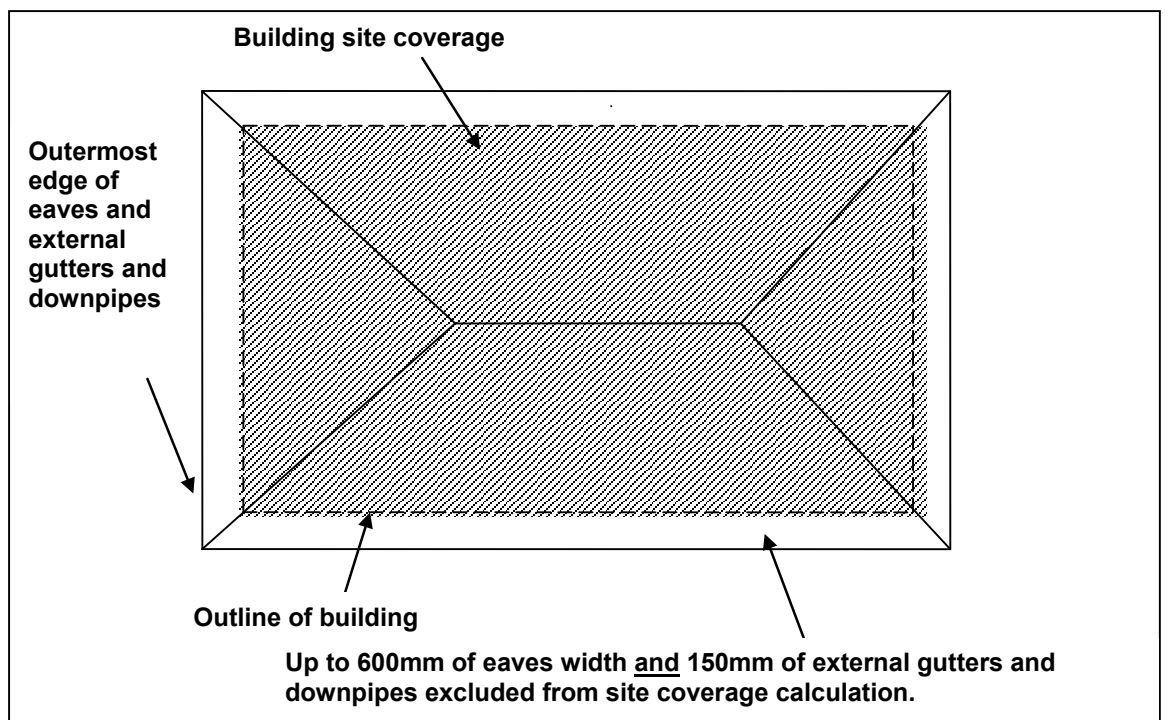 Building site coverage
Outermost
edge of
eaves and
external
gutters and
downpipes
Outline of building
Up to 600mm of eaves width and 150mm of external gutters and
downpipes excluded from site coverage calculation.